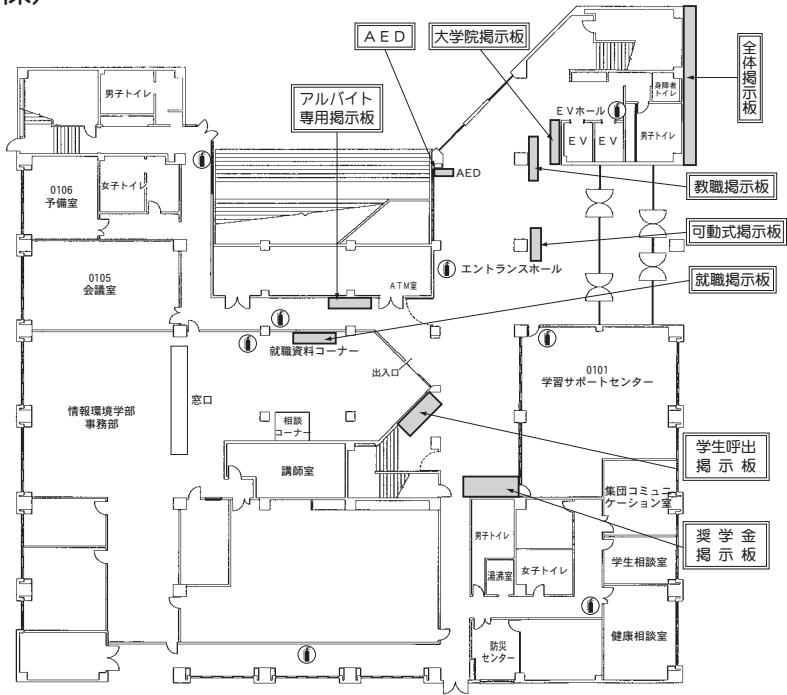 AED
大学院掲示板
全体
掲示板
アルバイト
専用掲示板
男子トイレ
身障者
トイレ
EVホール
EV
EV
男子トイレ
0106
予備室
女子トイレ
AED
教職掲示板
可動式掲示板
エントランスホール
0105
会議室
ATM室
就職掲示板
就職資料コーナー
出入口
0101
学習サポートセンター
情報環境学部
事務部
窓口
相談
コーナー
学生呼出
掲示板
講師室
集団コミュニ
ケーション室
奨学金
掲示板
男子トイレ
湯沸室
女子トイレ
学生相談室
防災
センター
健康相談室